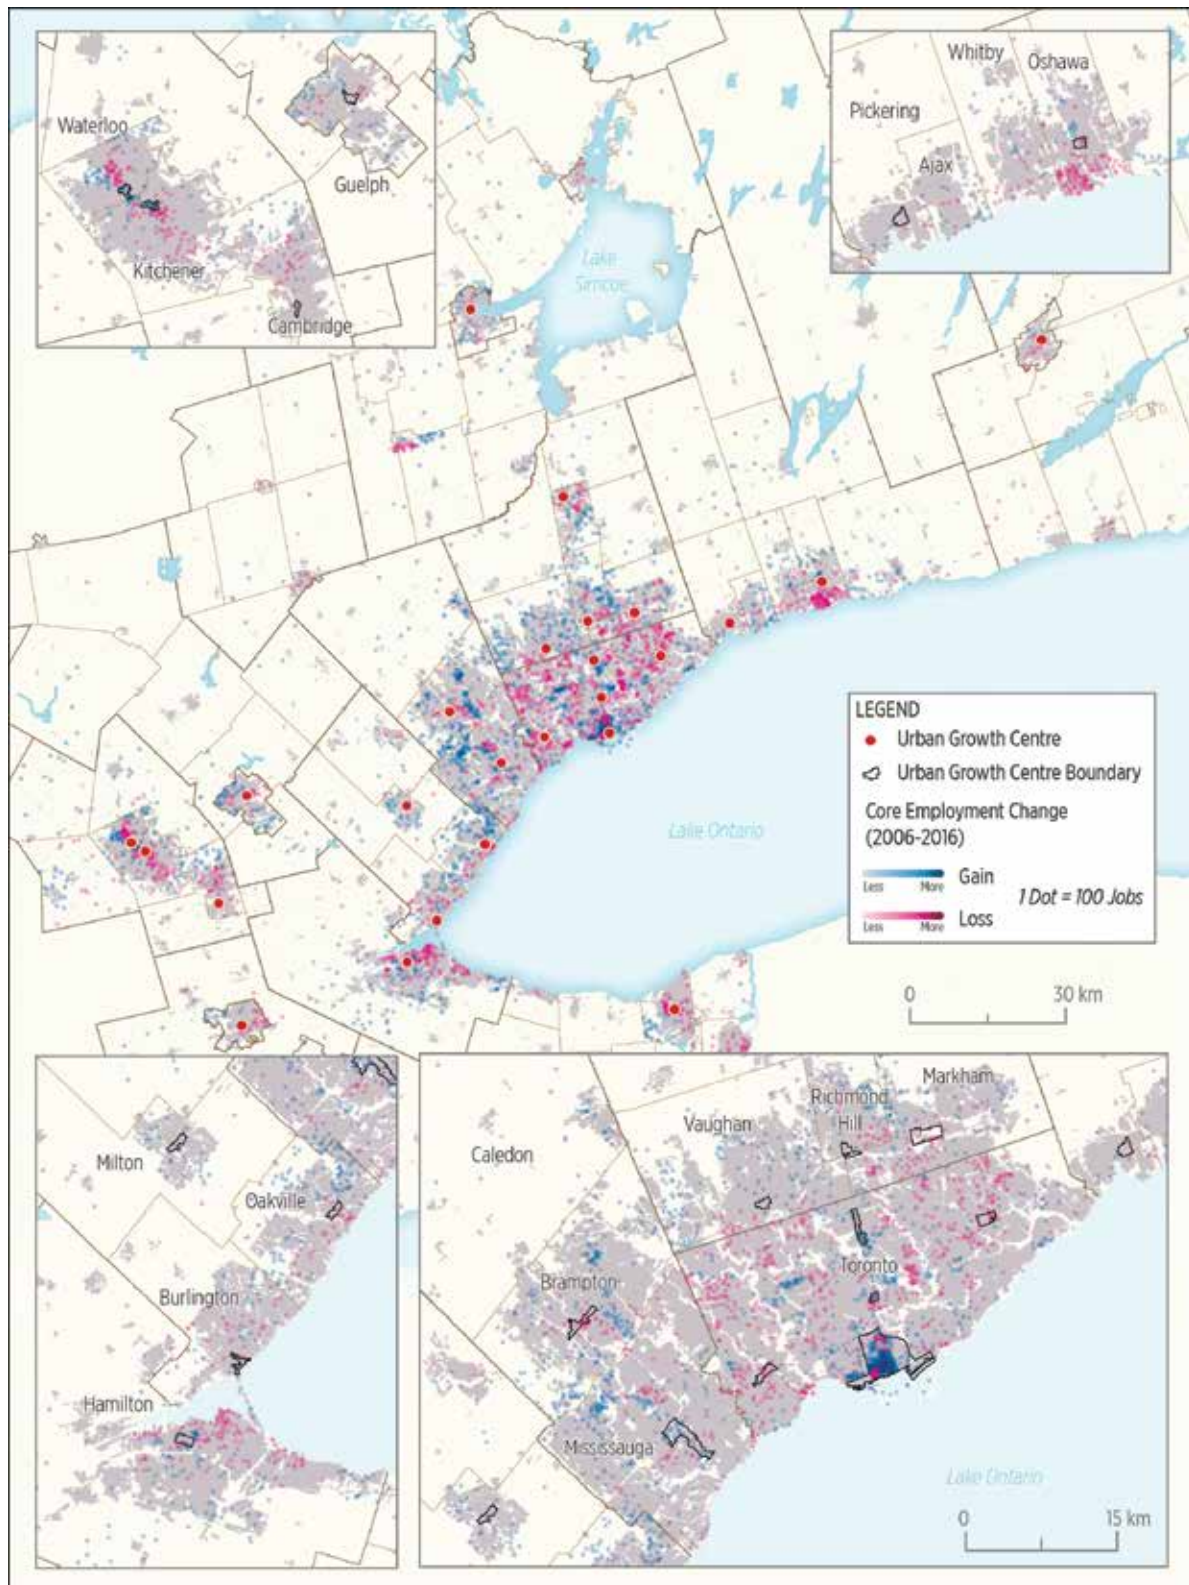 Waterloo
Guelph
Kitchener
Cambridge
Whitby
Oshawa
Pickering
Ajax
Lake
Simcoe
LEGEND
Urban Growth Centre
Urban Growth Centre Boundary
Core Employment Change
(2006-2016)
Gain
Less More
1 Dot = 100 Jobs
Loss
Less More
Lake Ontario
0 30 km
Milton
Oakville
Burlington
Hamilton
Markham
Richmond
Hill
Vaughan
Caledon
Brampton
Toronto
Mississauga
Lake Ontario
0 15 km